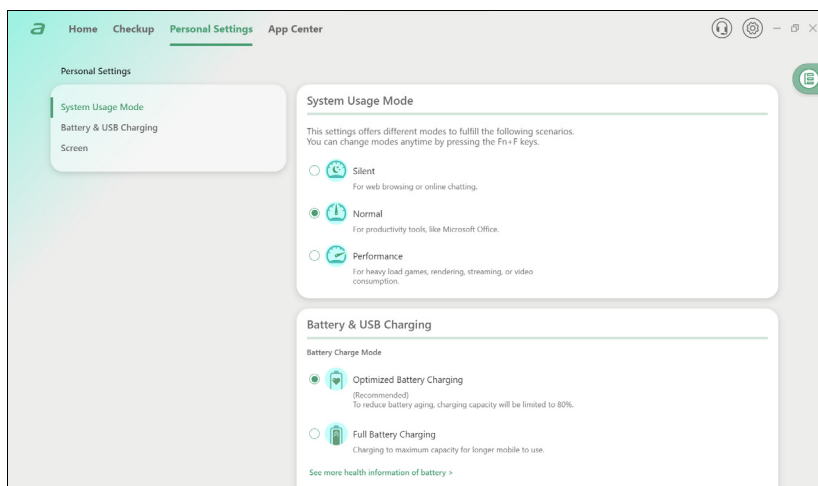 a Home Checkup Personal Settings App Center
Personal Settings
System Usage Mode
Battery & USB Charging
Screen
System Usage Mode
This settings offers different modes to fulfill the following scenarios.
You can change modes anytime by pressing the Fn+F keys.
Silent
For web browsing or online chatting.
Normal
For productivity tools, like Microsoft Office.
Performance
For heavy load games, rendering, streaming, or video
consumption.
Battery & USB Charging
Battery Charge Mode
Optimized Battery Charging
(Recommended)
To reduce battery aging, charging capacity will be limited to 80%.
Full Battery Charging
Charging to maximum capacity for longer mobile to use.
See more health information of battery >